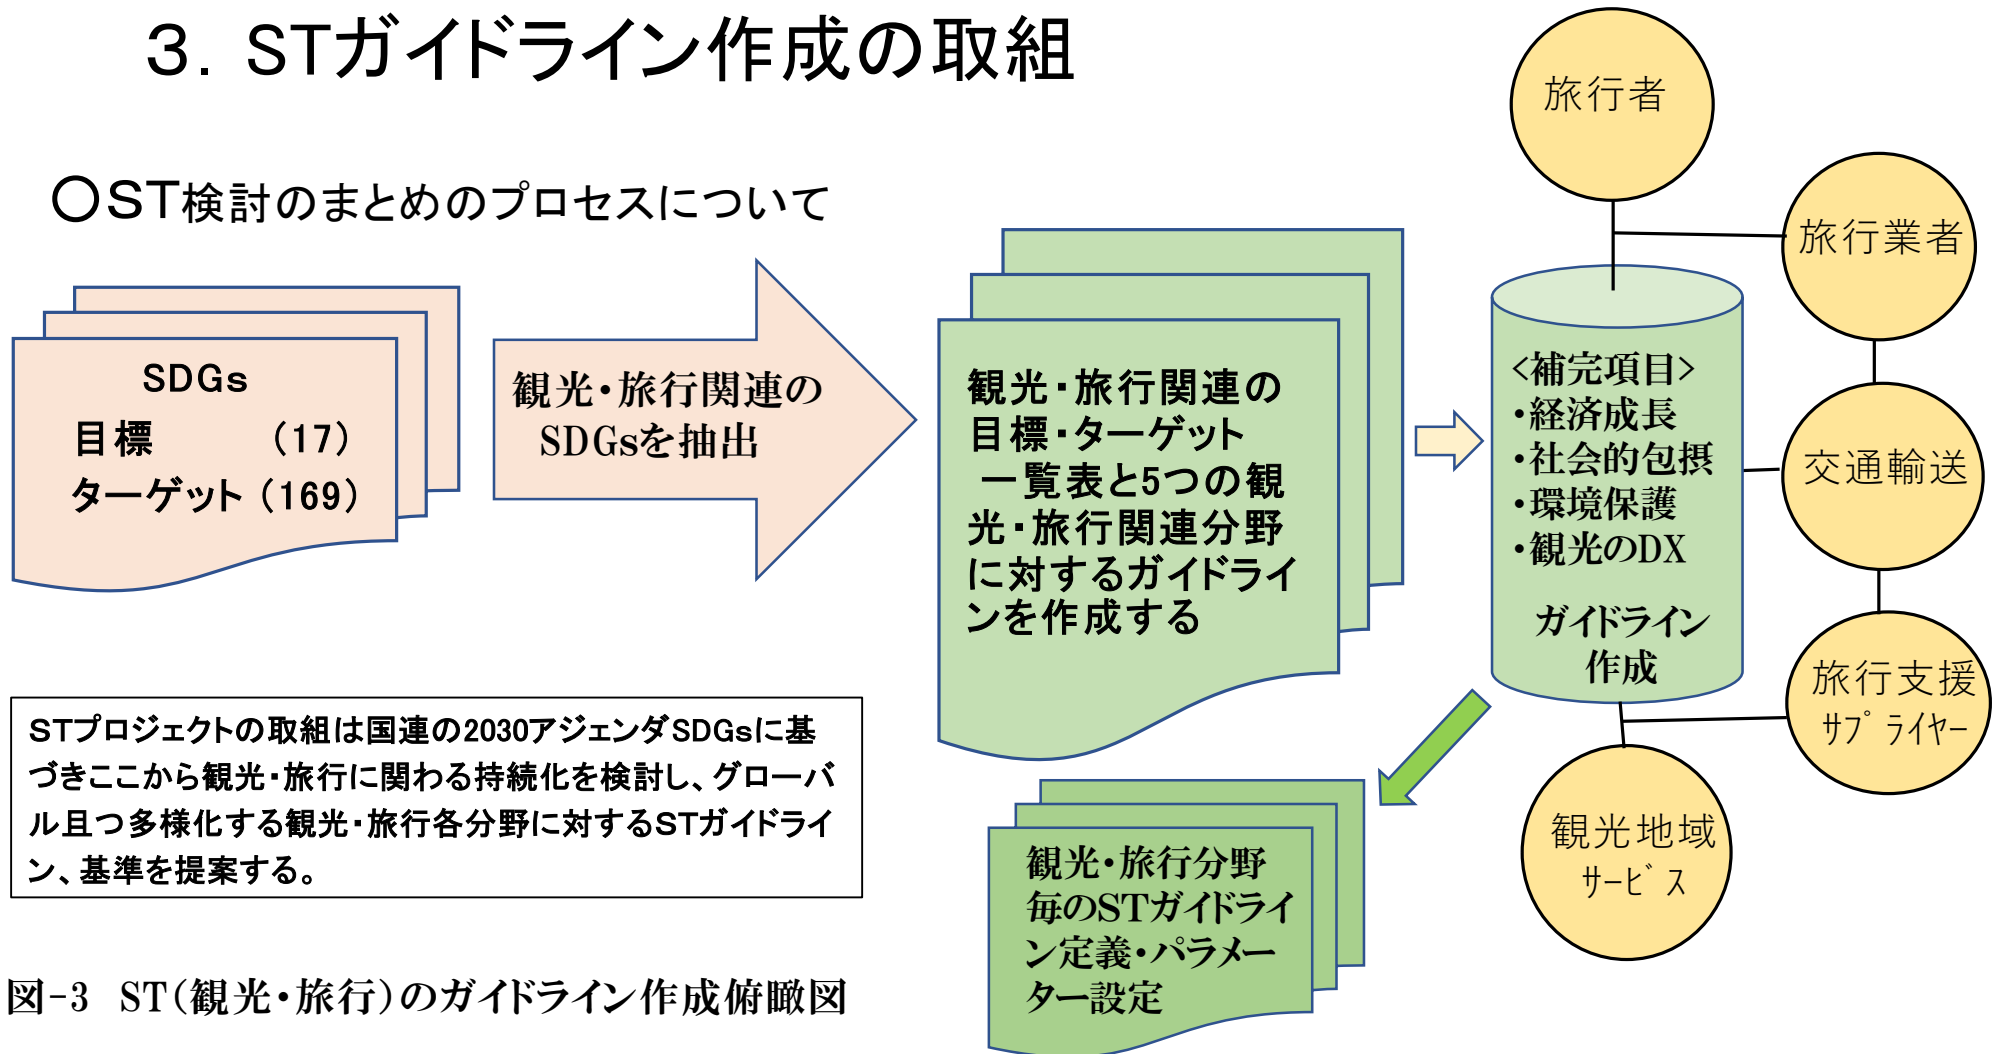 ３．STガイドライン作成の取組
〇ST検討のまとめのプロセスについて
SDGs
目標　　　（17）
ターゲット（169）
観光・旅行関連の
SDGsを抽出
観光・旅行関連の
目標・ターゲット
一覧表と5つの観
光・旅行関連分野
に対するガイドライ
ンを作成する
<補完項目>
・経済成長
・社会的包摂
・環境保護
・観光のDX
ガイドライン
作成
旅行者
旅行業者
交通輸送
旅行支援
ｻﾌﾟﾗｲﾔｰ
観光地域
ｻｰﾋﾞｽ
STプロジェクトの取組は国連の2030アジェンダSDGsに基
づきここから観光・旅行に関わる持続化を検討し、グローバ
ル且つ多様化する観光・旅行各分野に対するSTガイドライ
ン、基準を提案する。
観光・旅行分野
毎のSTガイドライ
ン定義・パラメー
ター設定
図-3　ST(観光・旅行)のガイドライン作成俯瞰図